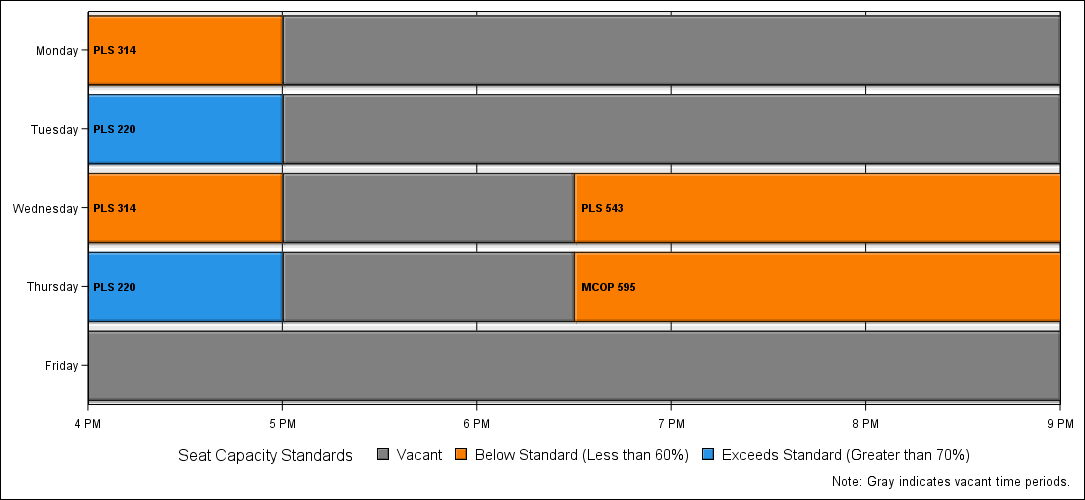 Monday
PLS 314
Tuesday
PLS 220
Wednesday
PLS 314 PLS 543
Thursday
PLS 220 MCOP 595
Friday
4 PM 5 PM 6 PM 7 PM 8 PM 9 PM
Seat Capacity Standards Vacant Below Standard (Less than 60%) Exceeds Standard (Greater than 70%)
Note: Gray indicates vacant time periods.